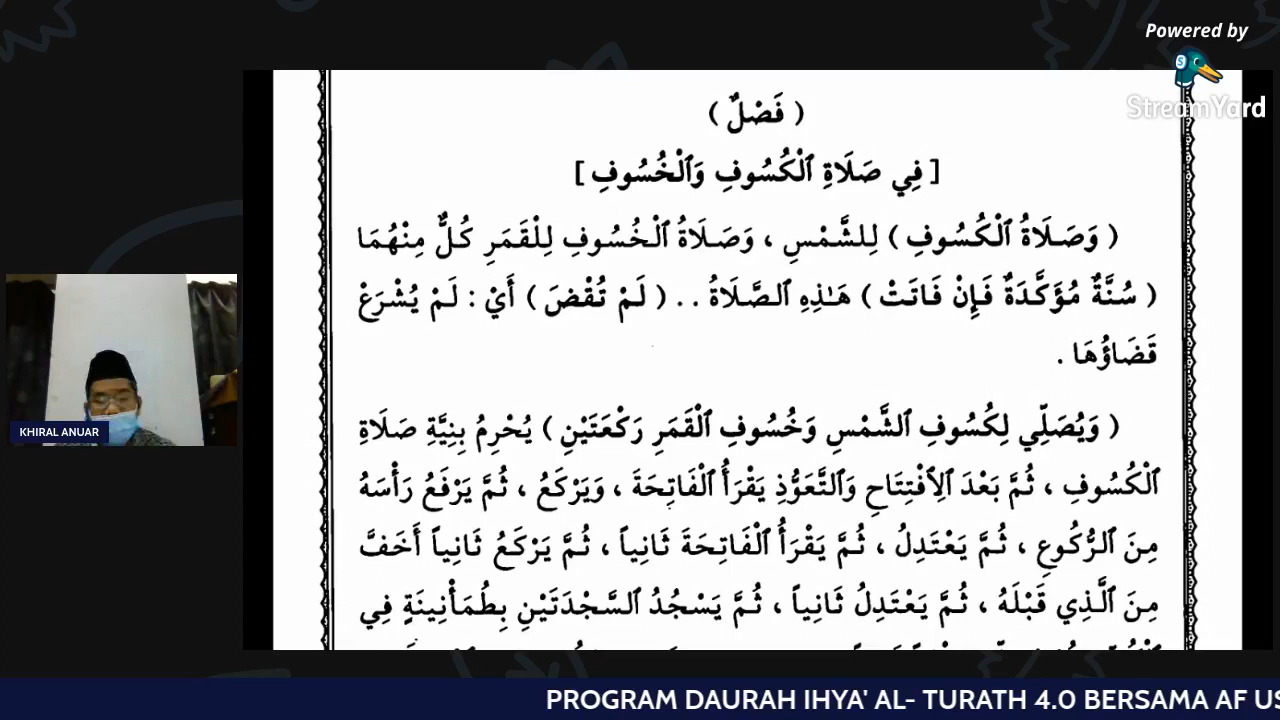 Powered by
StreamYard
( فَصْلٌ )
[ فِي صَلَاةِ ٱلْكُسُوفِ وَٱلْخُسُوفِ ]
( وَصَلَاةُ ٱلْكُسُوفِ ) لِلشَّمْسِ ، وَصَلَاةُ ٱلْخُسُوفِ لِلْقَمَرِ كُلٌّ مِنْهُمَا
( سُنَّةٌ مُؤَكَّدَةٌ فَإِنْ فَاتَتْ ) هَـٰذِهِ ٱلصَّلَاةُ . . ( لَمْ تُقْضَ ) أَيْ : لَمْ يُشْرَعْ
قَضَاؤُهَا .
( وَيُصَلِّي لِكُسُوفِ ٱلشَّمْسِ وَخُسُوفِ ٱلْقَمَرِ رَكْعَتَيْنِ ) يُحْرِمُ بِنِيَّةِ صَلَاةِ
ٱلْكُسُوفِ ، ثُمَّ بَعْدَ ٱلِٱفْتِتَاحِ وَٱلتَّعَوُّذِ يَقْرَأُ ٱلْفَاتِحَةَ ، وَيَرْكَعُ ، ثُمَّ يَرْفَعُ رَأْسَهُ
مِنَ ٱلرُّكُوعِ ، ثُمَّ يَعْتَدِلُ ، ثُمَّ يَقْرَأُ ٱلْفَاتِحَةَ ثَانِياً ، ثُمَّ يَرْكَعُ ثَانِياً أَخَفَّ
مِنَ ٱلَّذِي قَبْلَهُ ، ثُمَّ يَعْتَدِلُ ثَانِياً ، ثُمَّ يَسْجُدُ ٱلسَّجْدَتَيْنِ بِطُمَأْنِينَةٍ فِي
KHIRAL ANUAR
PROGRAM DAURAH IHYA' AL- TURATH 4.0 BERSAMA AF US